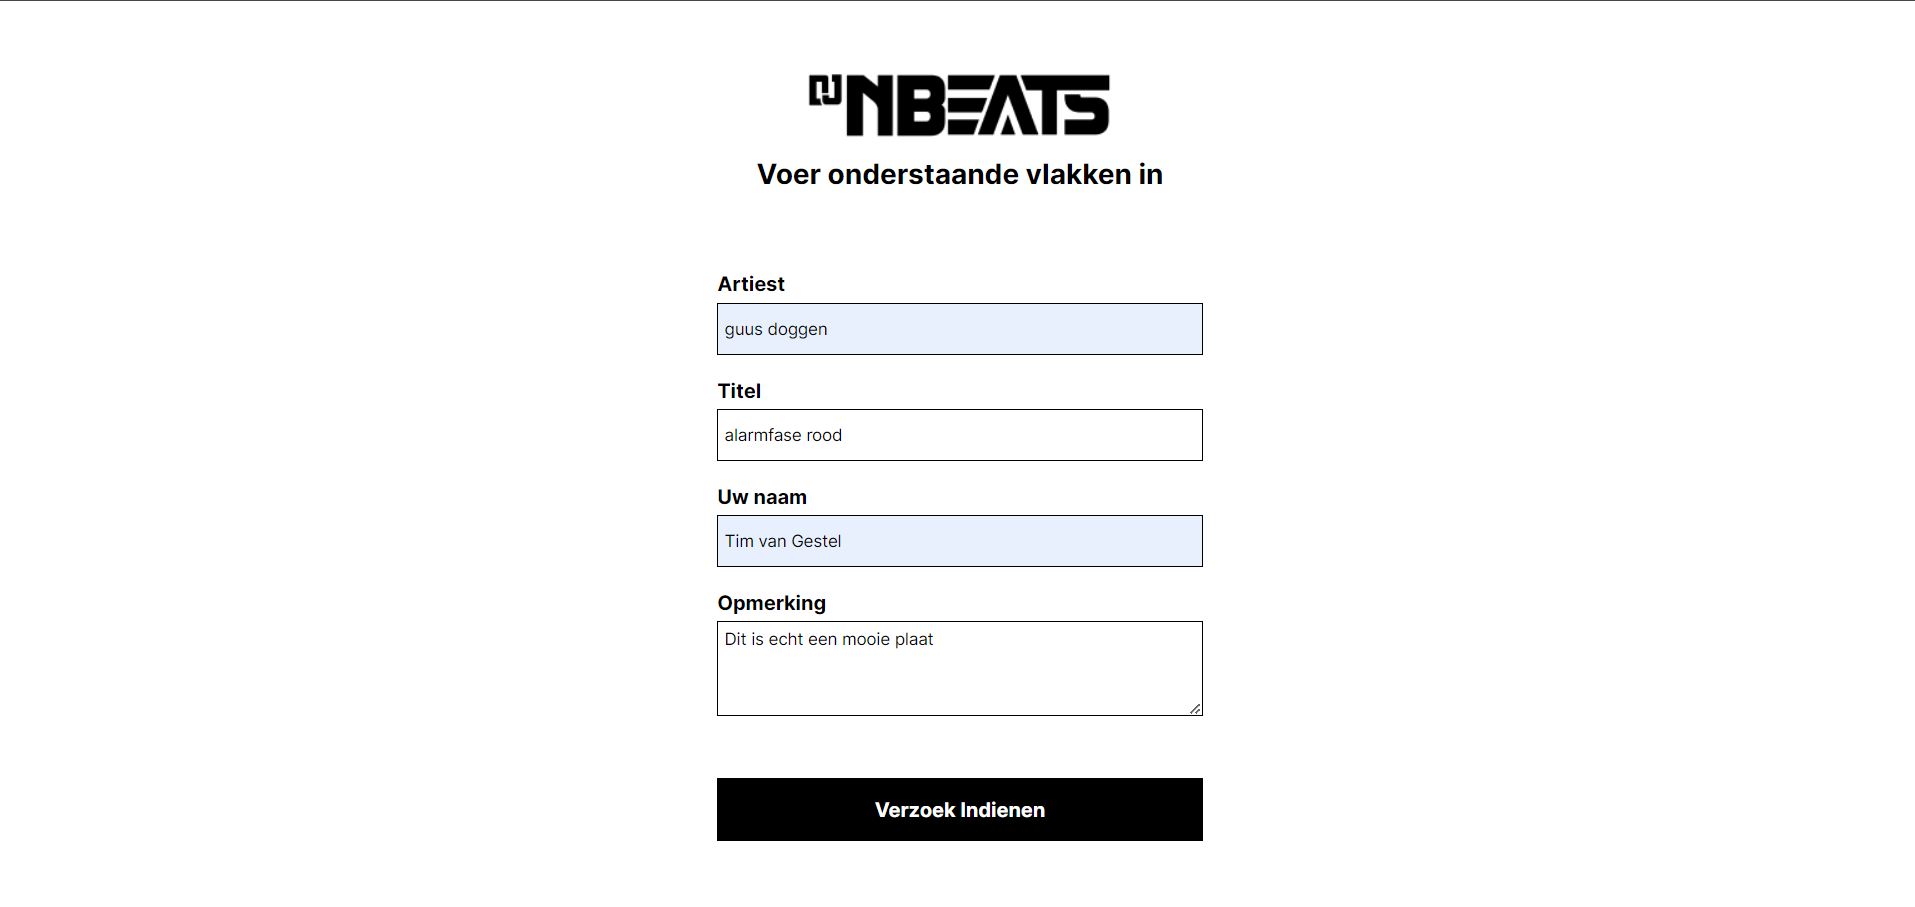 NBEATS
Voer onderstaande vlakken in
Artiest
guus doggen
Titel
alarmfase rood
Uw naam
Tim van Gestel
Opmerking
Dit is echt een mooie plaat
Verzoek Indienen